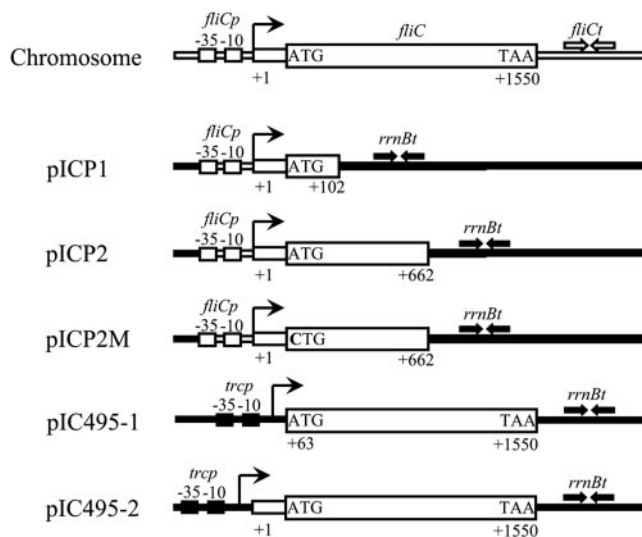 fliCp fliC fliCt
-35 -10
Chromosome ATG TAA
+1 +1550
fliCp rrnBt
-35 -10
pICP1 ATG
+1 +102
fliCp rrnBt
-35 -10
pICP2 ATG
+1 +662
fliCp rrnBt
-35 -10
pICP2M CTG
+1 +662
trcp rrnBt
-35 -10
pIC495-1 ATG TAA
+63 +1550
trcp rrnBt
-35 -10
pIC495-2 ATG TAA
+1 +1550